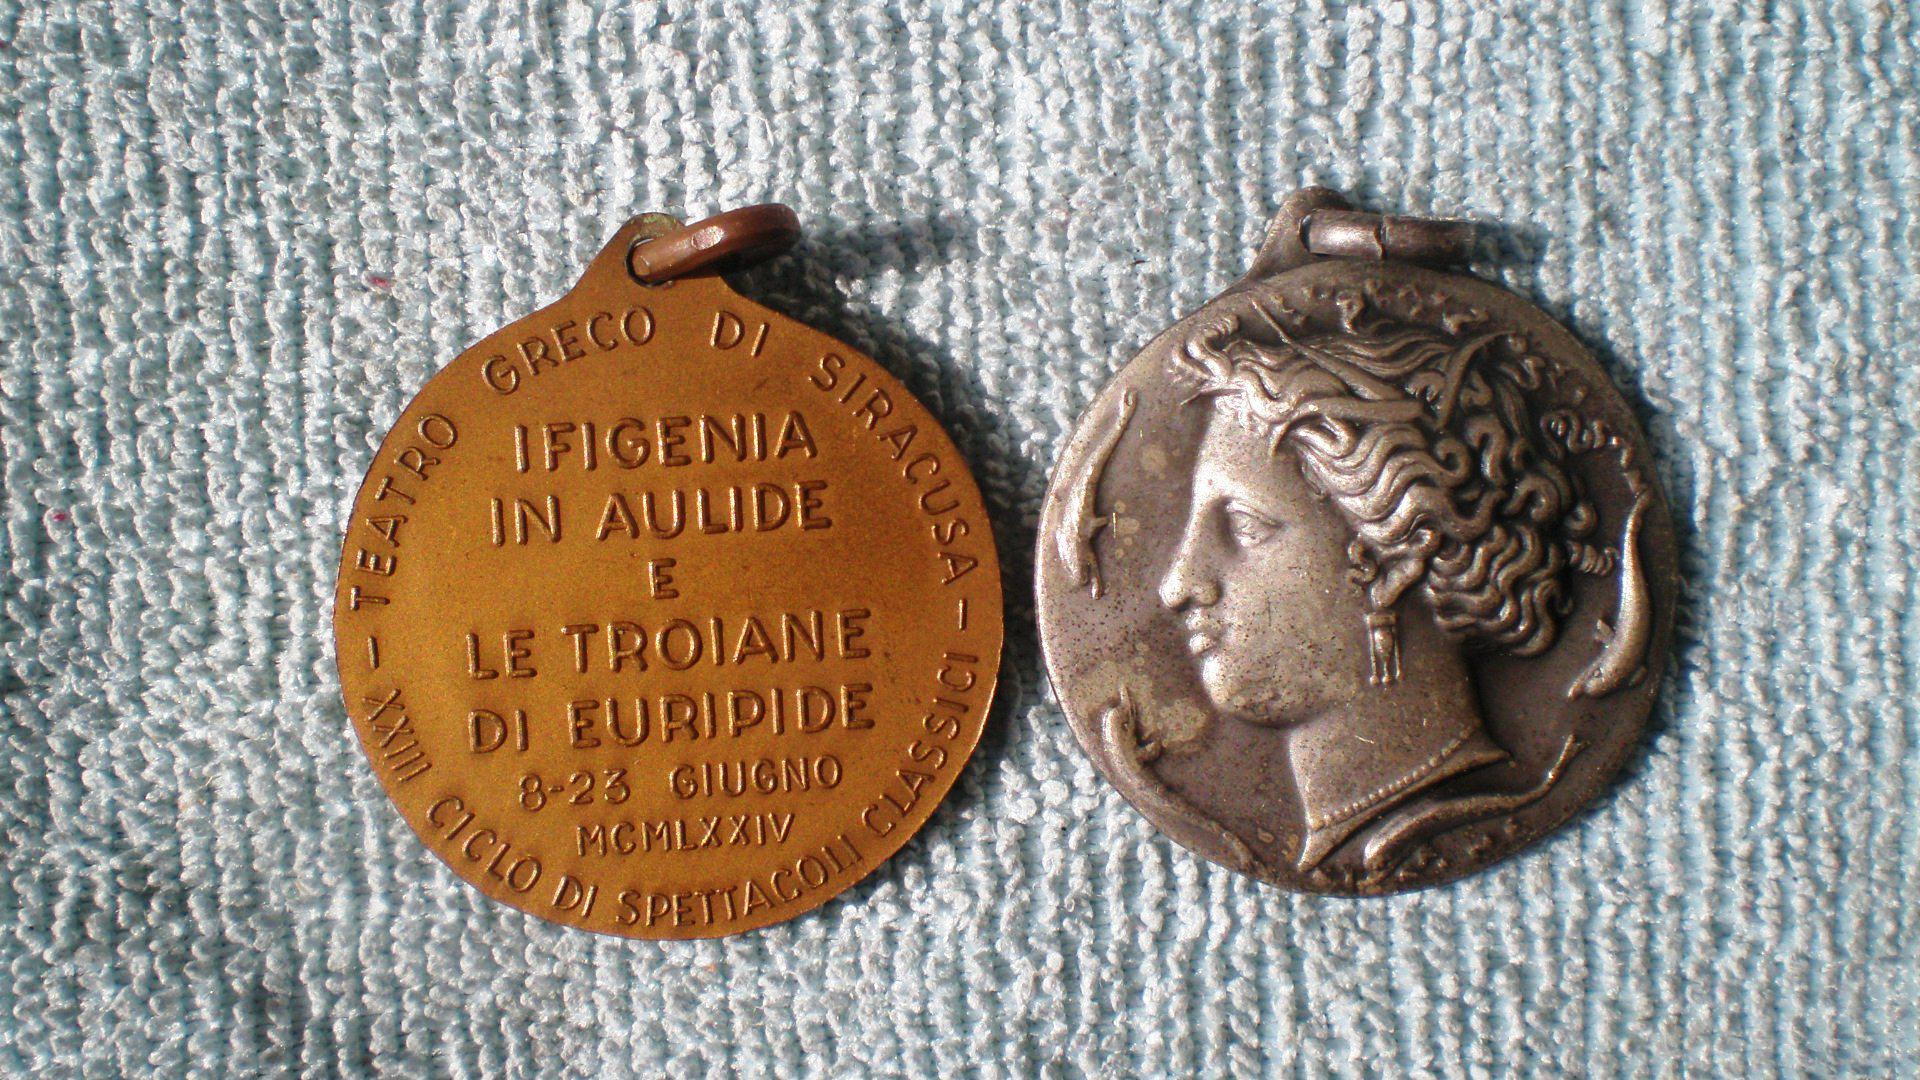 TEATRO GRECO DI SIRACUSA -
IFIGENIA
IN AULIDE
E
LE TROIANE
DI EURIPIDE
8-23 GIUGNO
MCMLXXIV
XXIII CICLO DI SPETTACOLI CLASSICI -